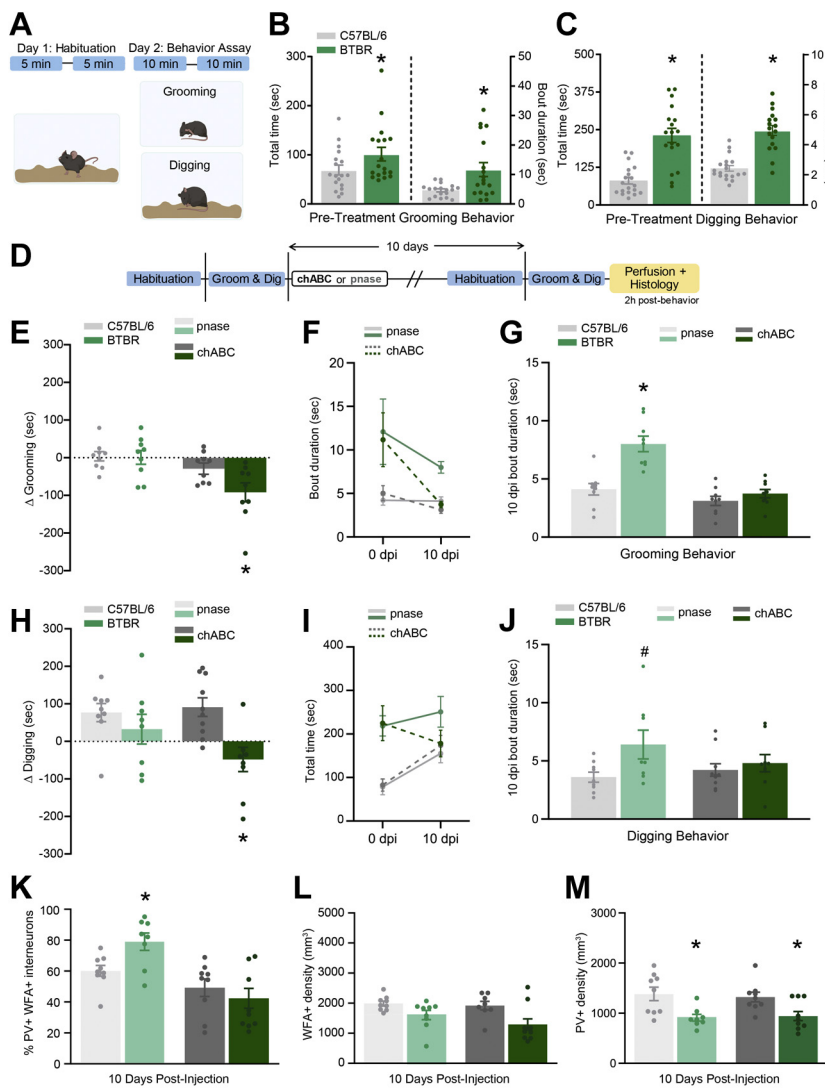 A
Day 1: Habituation
Day 2: Behavior Assay
5 min
5 min
10 min
10 min
Grooming
Digging
B
C57BL/6
BTBR
Total time (sec)
300
200
100
0
*
*
50
40
30
20
10
0
Bout duration (sec)
Pre-Treatment Grooming Behavior
C
Total time (sec)
500
375
250
125
0
*
*
10
8
6
4
2
0
Pre-Treatment Digging Behavior
D
10 days
Habituation
Groom & Dig
chABC or pnase
Habituation
Groom & Dig
Perfusion +
Histology
2h post-behavior
E
C57BL/6
BTBR
pnase
chABC
Δ Grooming (sec)
300
200
100
0
-100
-200
-300
*
F
pnase
chABC
Bout duration (sec)
20
15
10
5
0
0 dpi
10 dpi
G
C57BL/6
BTBR
pnase
chABC
10 dpi bout duration (sec)
15
10
5
0
*
Grooming Behavior
H
C57BL/6
BTBR
pnase
chABC
Δ Digging (sec)
300
200
100
0
-100
-200
-300
*
I
pnase
chABC
Total time (sec)
400
300
200
100
0
0 dpi
10 dpi
J
C57BL/6
BTBR
pnase
chABC
10 dpi bout duration (sec)
15
10
5
0
#
Digging Behavior
K
% PV+ WFA+ interneurons
100
80
60
40
20
0
*
10 Days Post-Injection
L
WFA+ density (mm³)
5000
4000
3000
2000
1000
0
10 Days Post-Injection
M
PV+ density (mm³)
3000
2000
1000
0
*
*
10 Days Post-Injection